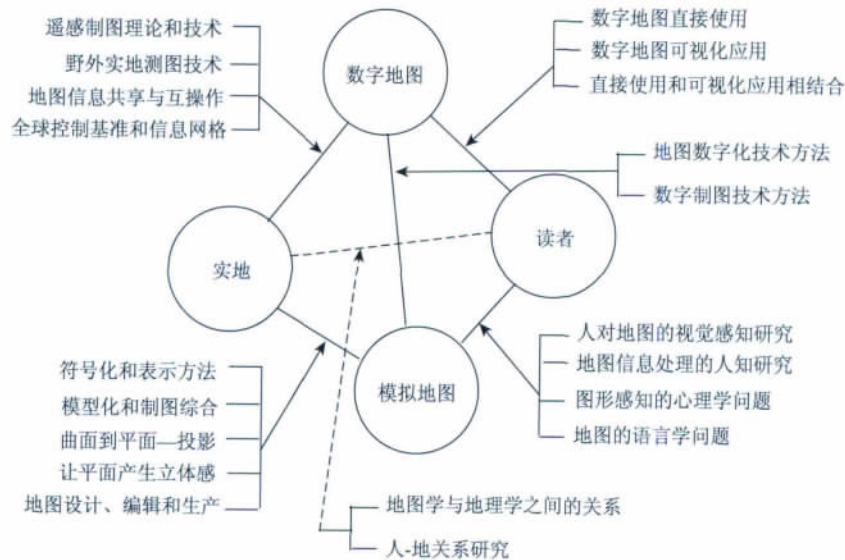 遥感制图理论和技术
野外实地测图技术
地图信息共享与互操作
全球控制基准和信息网格
数字地图
数字地图直接使用
数字地图可视化应用
直接使用和可视化应用相结合
地图数字化技术方法
数字制图技术方法
实地
读者
模拟地图
人对地图的视觉感知研究
地图信息处理的人知研究
图形感知的心理学问题
地图的语言学问题
符号化和表示方法
模型化和制图综合
曲面到平面—投影
让平面产生立体感
地图设计、编辑和生产
地图学与地理学之间的关系
人-地关系研究